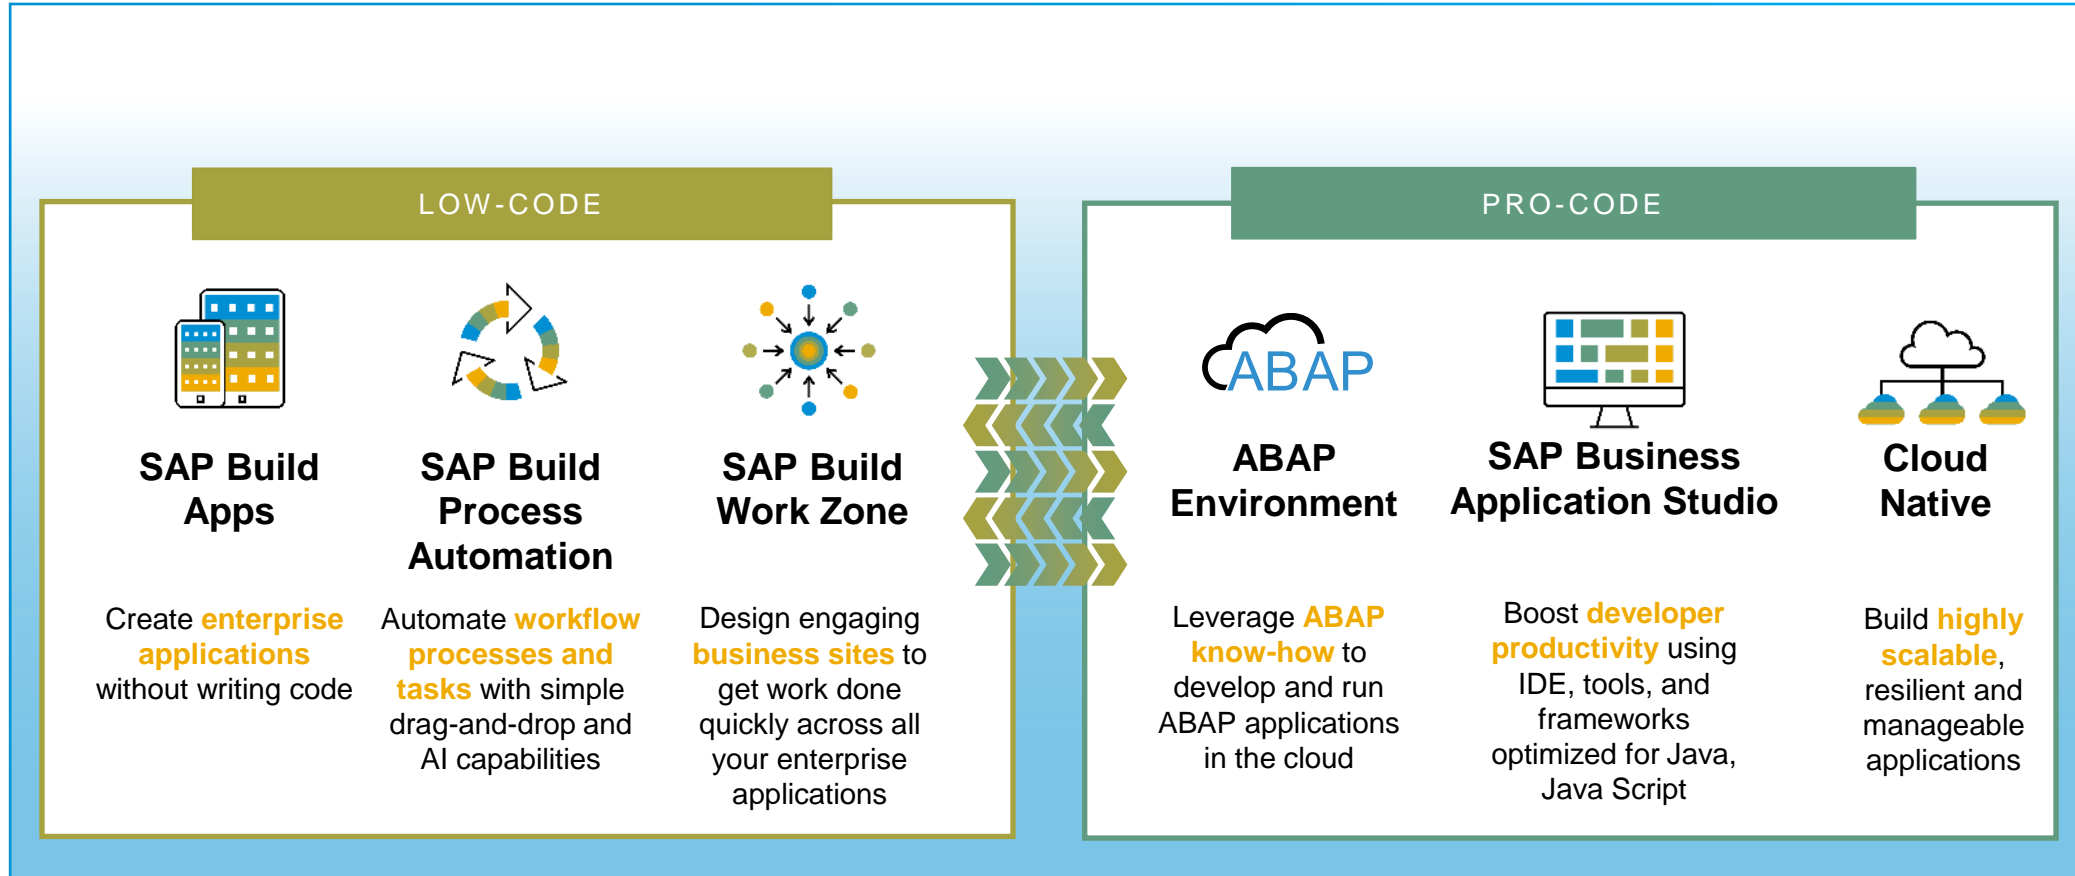 LOW-CODE
SAP Build
Apps
Create enterprise
applications
without writing code
SAP Build
Process
Automation
Automate workflow
processes and
tasks with simple
drag-and-drop and
AI capabilities
SAP Build
Work Zone
Design engaging
business sites to
get work done
quickly across all
your enterprise
applications
PRO-CODE
ABAP
ABAP
Environment
Leverage ABAP
know-how to
develop and run
ABAP applications
in the cloud
SAP Business
Application Studio
Boost developer
productivity using
IDE, tools, and
frameworks
optimized for Java,
Java Script
Cloud
Native
Build highly
scalable,
resilient and
manageable
applications